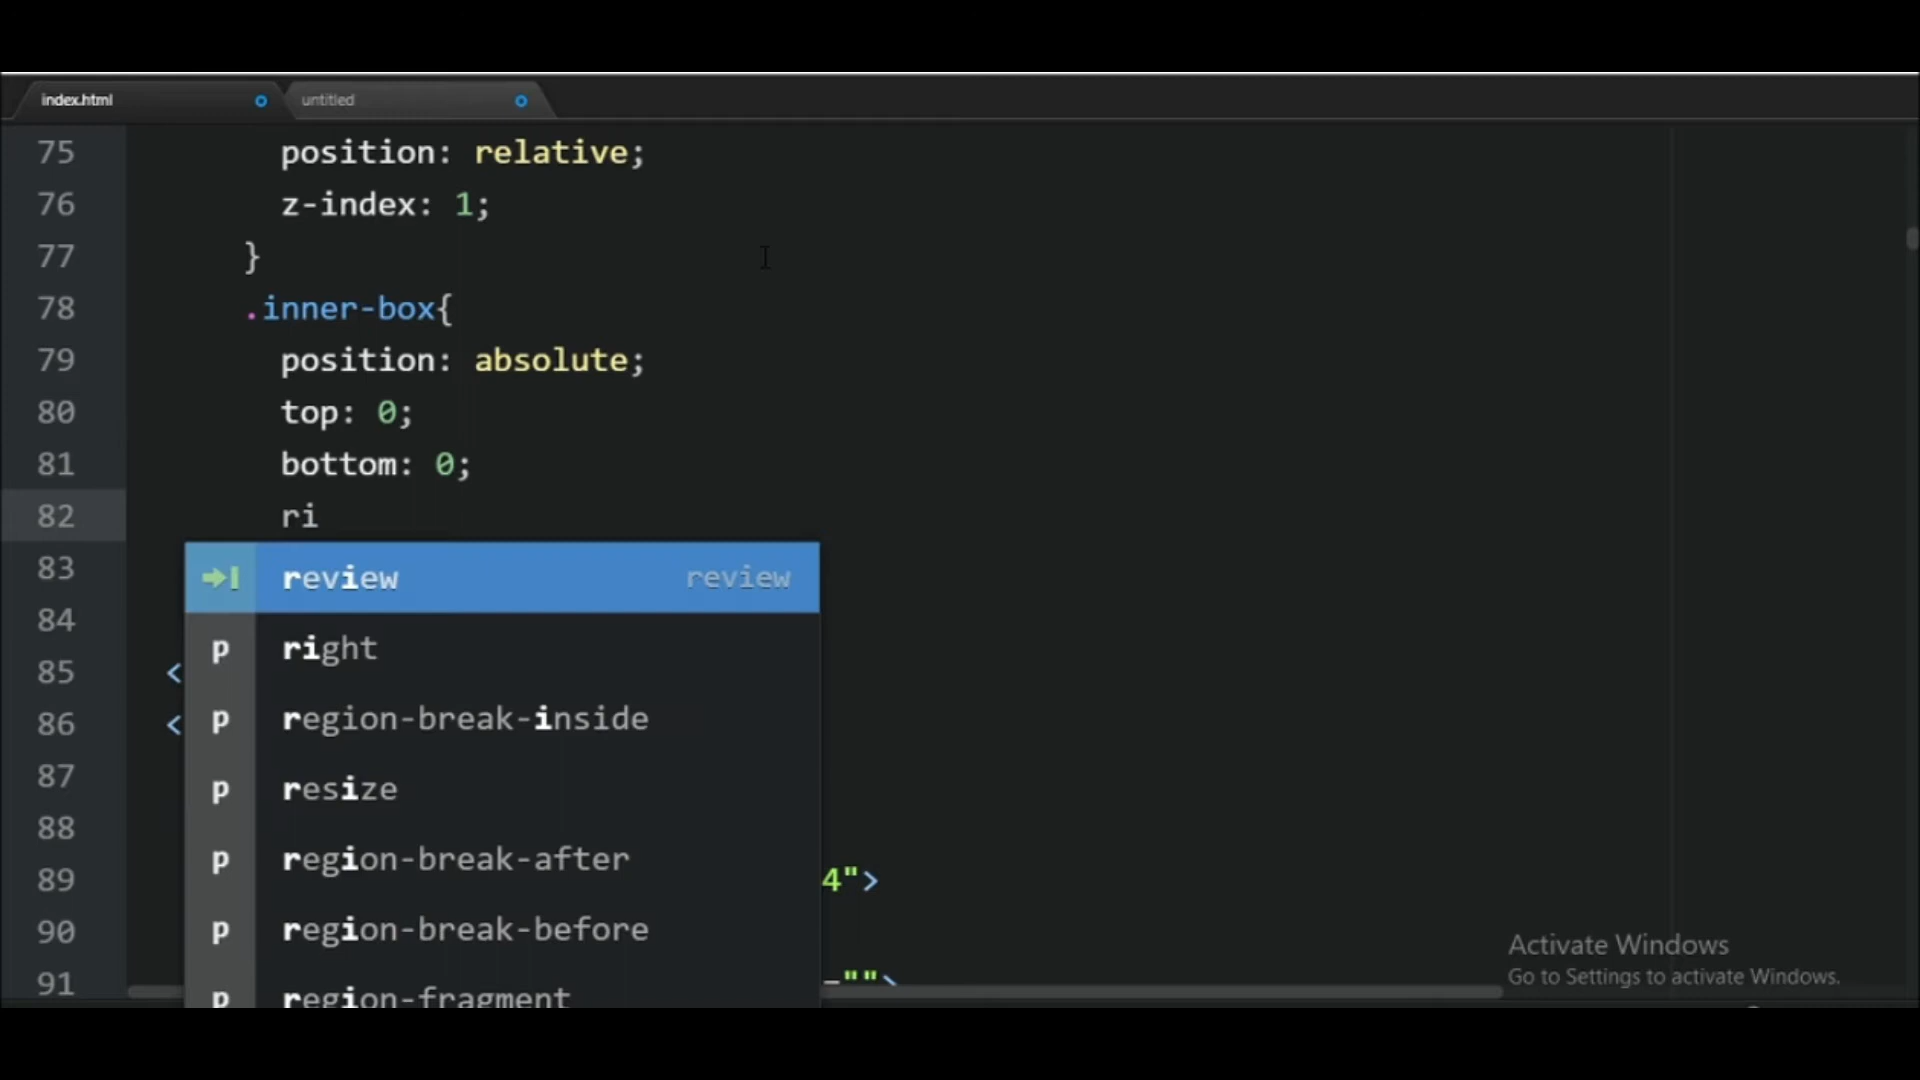 index.html untitled
75 position: relative;
76 z-index: 1;
77 }
78 .inner-box{
79 position: absolute;
80 top: 0;
81 bottom: 0;
82 ri
83
review review
84
p right
85 <
86 < p region-break-inside
87
p resize
88
p region-break-after
89 4">
90 p region-break-before
Activate Windows
91 "">
Go to Settings to activate Windows.
p region-fragment